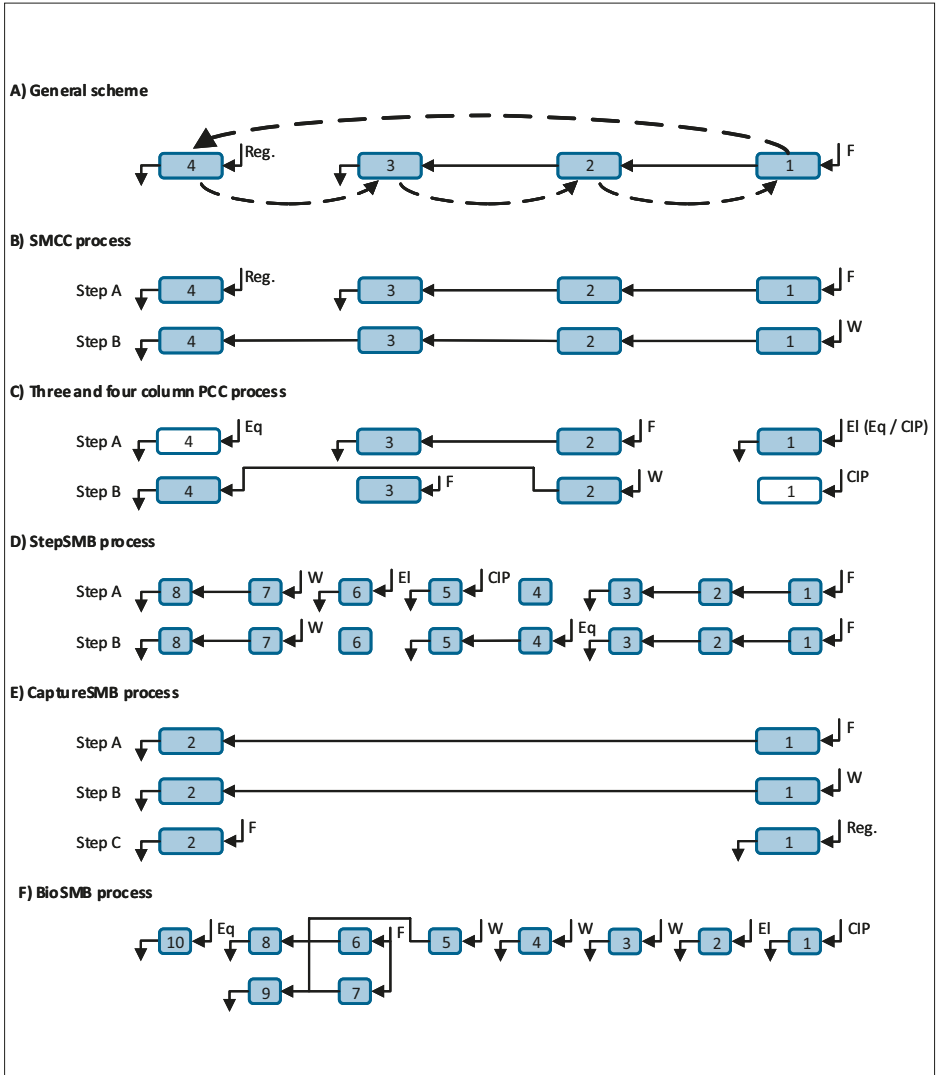 A) General scheme
4 Reg. 3 2 1 F
B) SMCC process
Step A 4 Reg. 3 2 1 F
Step B 4 3 2 1 W
C) Three and four column PCC process
Step A 4 Eq 3 2 F 1 El (Eq / CIP)
Step B 4 3 F 2 W 1 CIP
D) StepSMB process
Step A 8 7 W 6 El 5 CIP 4 3 2 1 F
Step B 8 7 W 6 5 4 Eq 3 2 1 F
E) CaptureSMB process
Step A 2 1 F
Step B 2 1 W
Step C 2 F 1 Reg.
F) BioSMB process
10 Eq 8 6 F 5 W 4 W 3 W 2 El 1 CIP
9 7